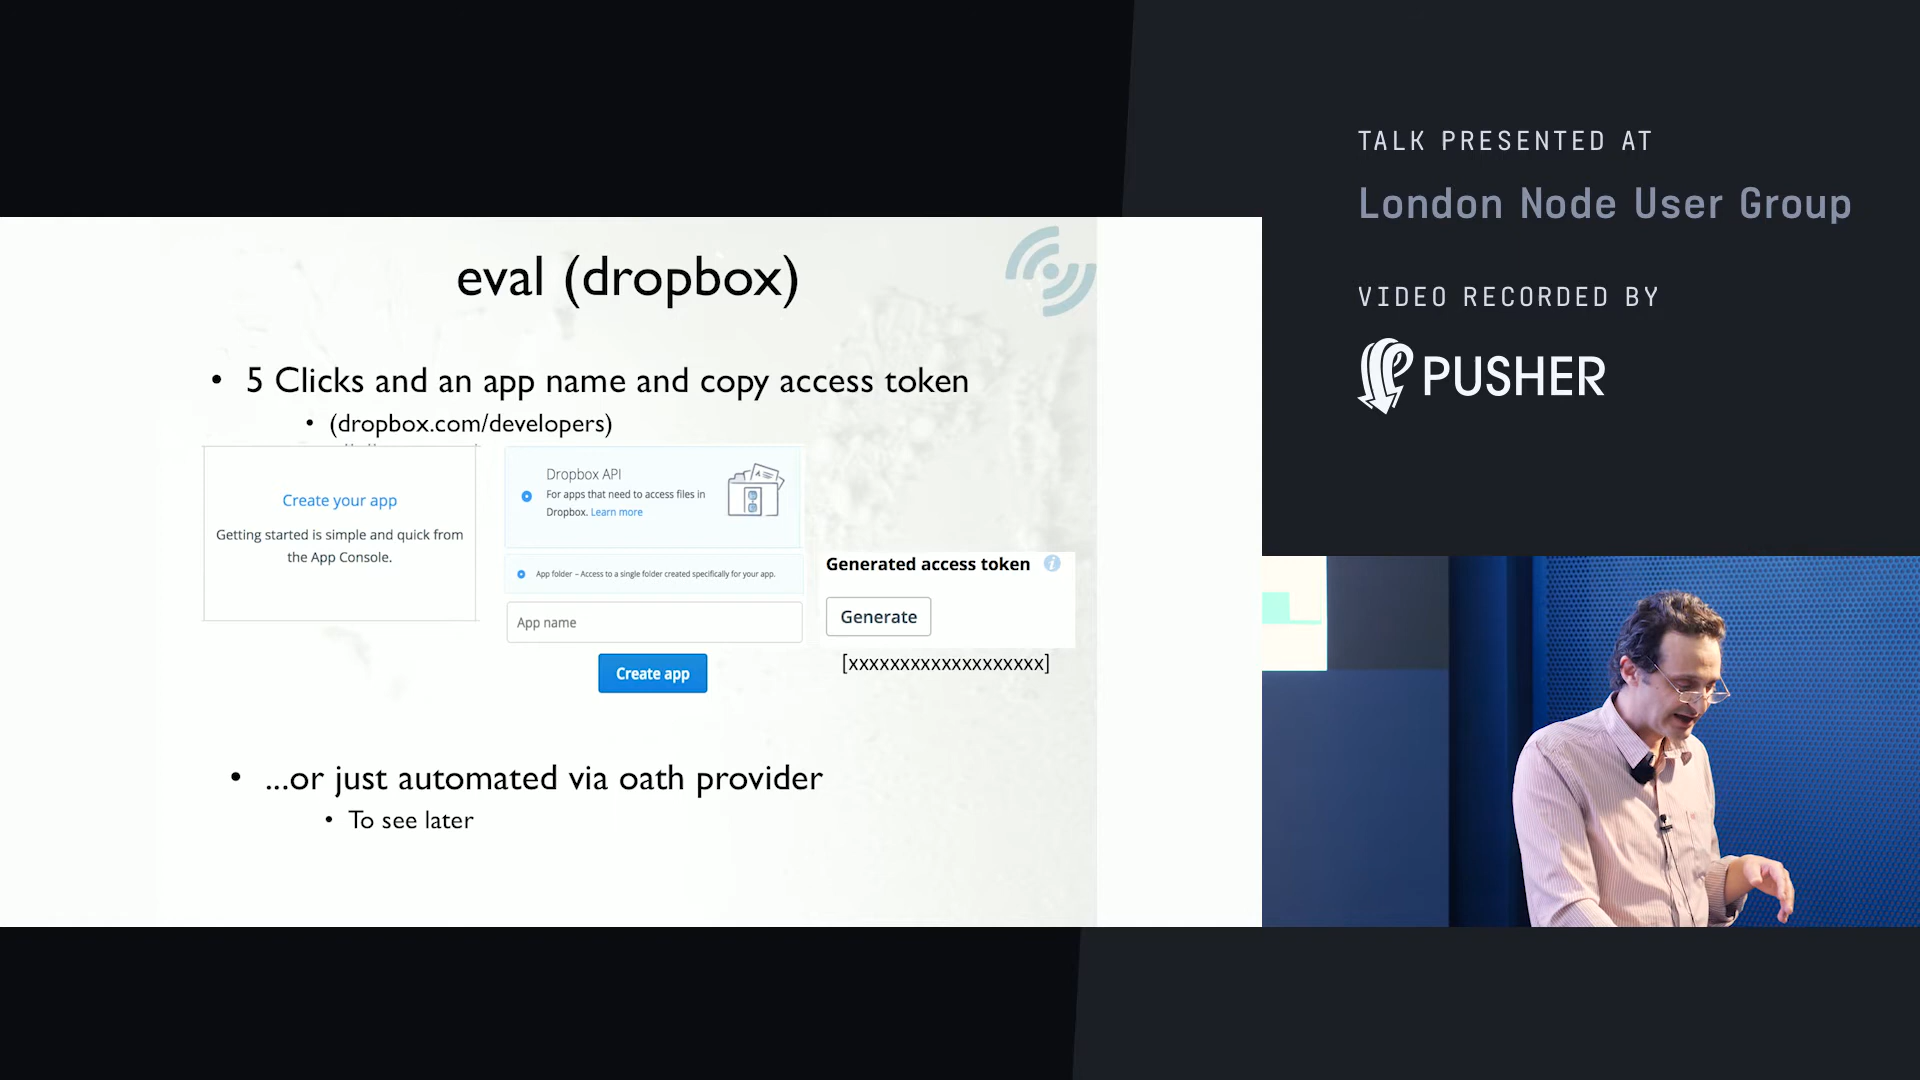 TALK PRESENTED AT
London Node User Group
VIDEO RECORDED BY
PUSHER
eval (dropbox)
• 5 Clicks and an app name and copy access token
• (dropbox.com/developers)
Create your app
Getting started is simple and quick from
the App Console.
Dropbox API
For apps that need to access files in
Dropbox. Learn more
App folder – Access to a single folder created specifically for your app.
App name
Create app
Generated access token
Generate
[xxxxxxxxxxxxxxxxxxx]
• ...or just automated via oath provider
• To see later